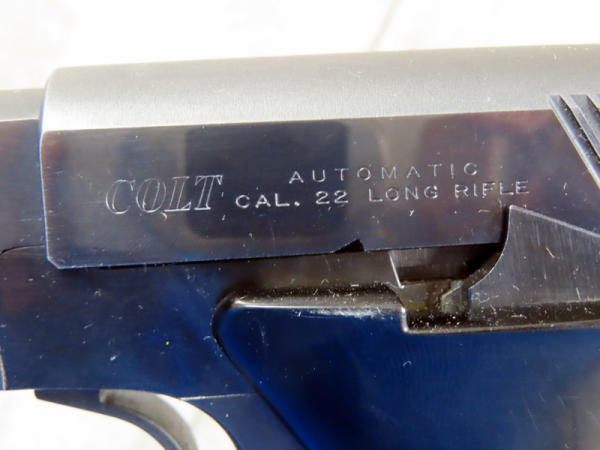 COLT
AUTOMATIC
CAL. 22 LONG RIFLE